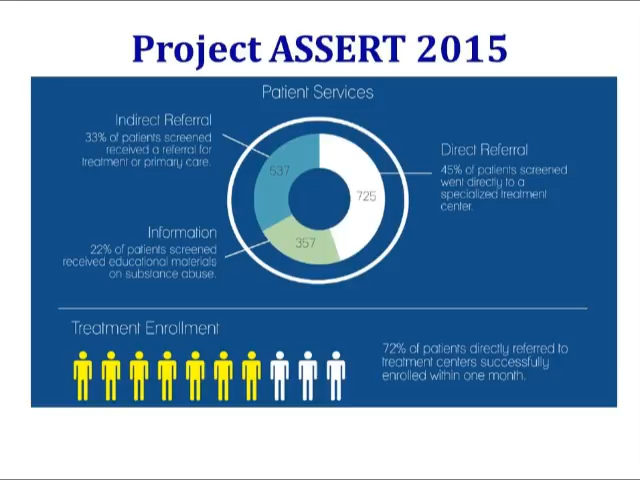 Project ASSERT 2015
Patient Services
Indirect Referral
33% of patients screened
received a referral for
treatment or primary care.
537
Direct Referral
45% of patients screened
went directly to a
specialized treatment
center.
725
Information
22% of patients screened
received educational materials
on substance abuse.
357
Treatment Enrollment
72% of patients directly referred to
treatment centers successfully
enrolled within one month.